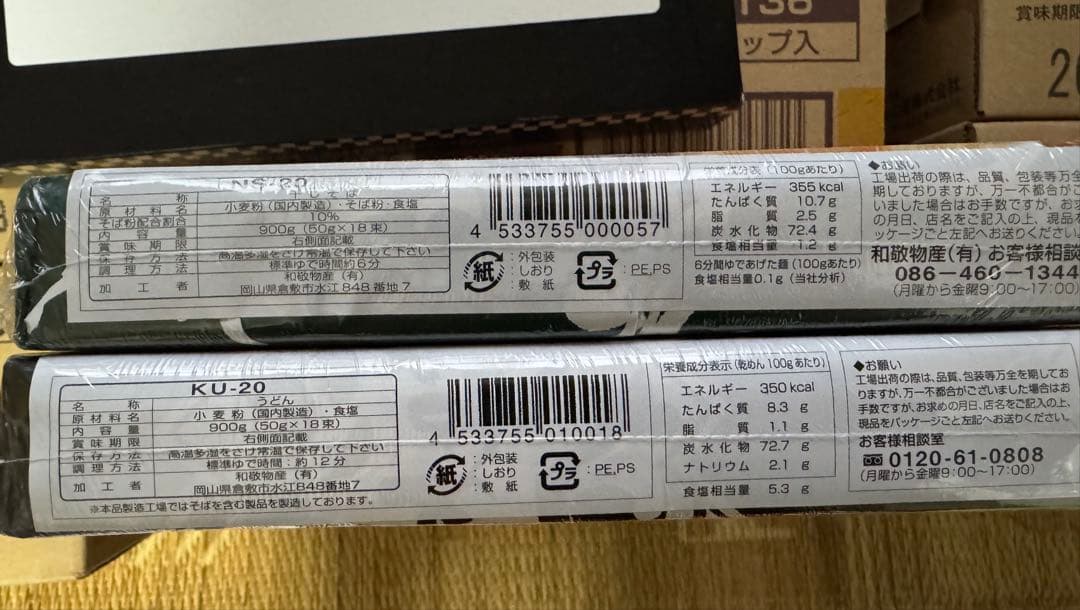 136
ップ入
賞味期限
26
NS-20
名　称　そば
原材料名　小麦粉（国内製造）・そば粉・食塩
そば粉配合割合　10%
内容量　900g（50g×18束）
賞味期限　右側面記載
保存方法　高温多湿をさけ常温で保存して下さい
調理方法　標準ゆで時間約6分
和敬物産（有）
加工者　岡山県倉敷市水江848番地7
4 533755 000057
紙
：外包装
：しおり
：敷　紙
プラ
：PE,PS
栄養成分表（100gあたり）
エネルギー　355 kcal
たんぱく質　10.7 g
脂質　2.5 g
炭水化物　72.4 g
食塩相当量　1.2 g
6分間ゆであげた麺（100gあたり）
食塩相当量0.1g（当社分析）
◆お願い
工場出荷の際は、品質、包装等万全
期しておりますが、万一不都合がご
いました場合はお手数ですが、お求
の月日、店名をご記入の上、現品
ッケージごと左記へお送りください。
和敬物産（有）お客様相談
086-460-1344
（月曜から金曜9:00〜17:00）
KU-20
名　称　うどん
原材料名　小麦粉（国内製造）・食塩
内容量　900g（50g×18束）
賞味期限　右側面記載
保存方法　高温多湿をさけ常温で保存して下さい
調理方法　標準ゆで時間：約12分
和敬物産（有）
加工者　岡山県倉敷市水江848番地7
※本品製造工場ではそばを含む製品を製造しております。
4 533755 010018
紙
：外包装
：しおり
：敷　紙
プラ
：PE,PS
栄養成分表示（乾めん100gあたり）
エネルギー　350 kcal
たんぱく質　8.3 g
脂質　1.1 g
炭水化物　72.7 g
ナトリウム　2.1 g
食塩相当量　5.3 g
◆お願い
工場出荷の際は、品質、包装等万全を期してお
りますが、万一不都合がございました場合はお
手数ですが、お求めの月日、店名をご記入の上、
現品をパッケージごと左記へお送りください。
お客様相談室
0120-61-0808
（月曜から金曜9:00〜17:00）